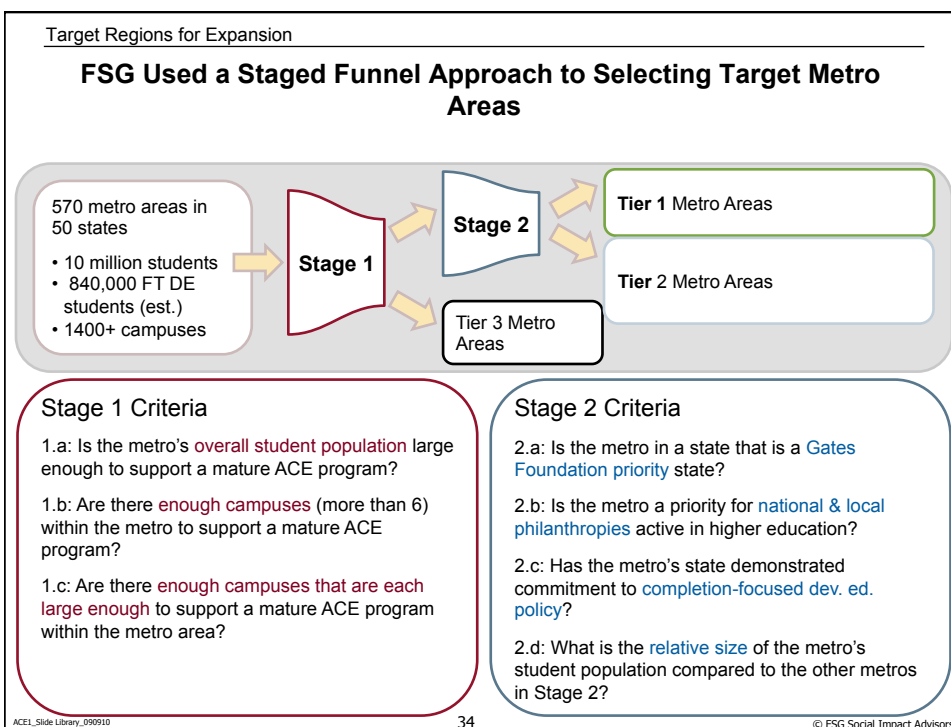 Target Regions for Expansion
FSG Used a Staged Funnel Approach to Selecting Target Metro
Areas
570 metro areas in
50 states
• 10 million students
• 840,000 FT DE
students (est.)
• 1400+ campuses
Stage 1
Stage 2
Tier 1 Metro Areas
Tier 2 Metro Areas
Tier 3 Metro
Areas
Stage 1 Criteria
1.a: Is the metro's overall student population large
enough to support a mature ACE program?
1.b: Are there enough campuses (more than 6)
within the metro to support a mature ACE
program?
1.c: Are there enough campuses that are each
large enough to support a mature ACE program
within the metro area?
Stage 2 Criteria
2.a: Is the metro in a state that is a Gates
Foundation priority state?
2.b: Is the metro a priority for national & local
philanthropies active in higher education?
2.c: Has the metro's state demonstrated
commitment to completion-focused dev. ed.
policy?
2.d: What is the relative size of the metro's
student population compared to the other metros
in Stage 2?
ACE1_Slide Library_090910
34
© FSG Social Impact Advisors